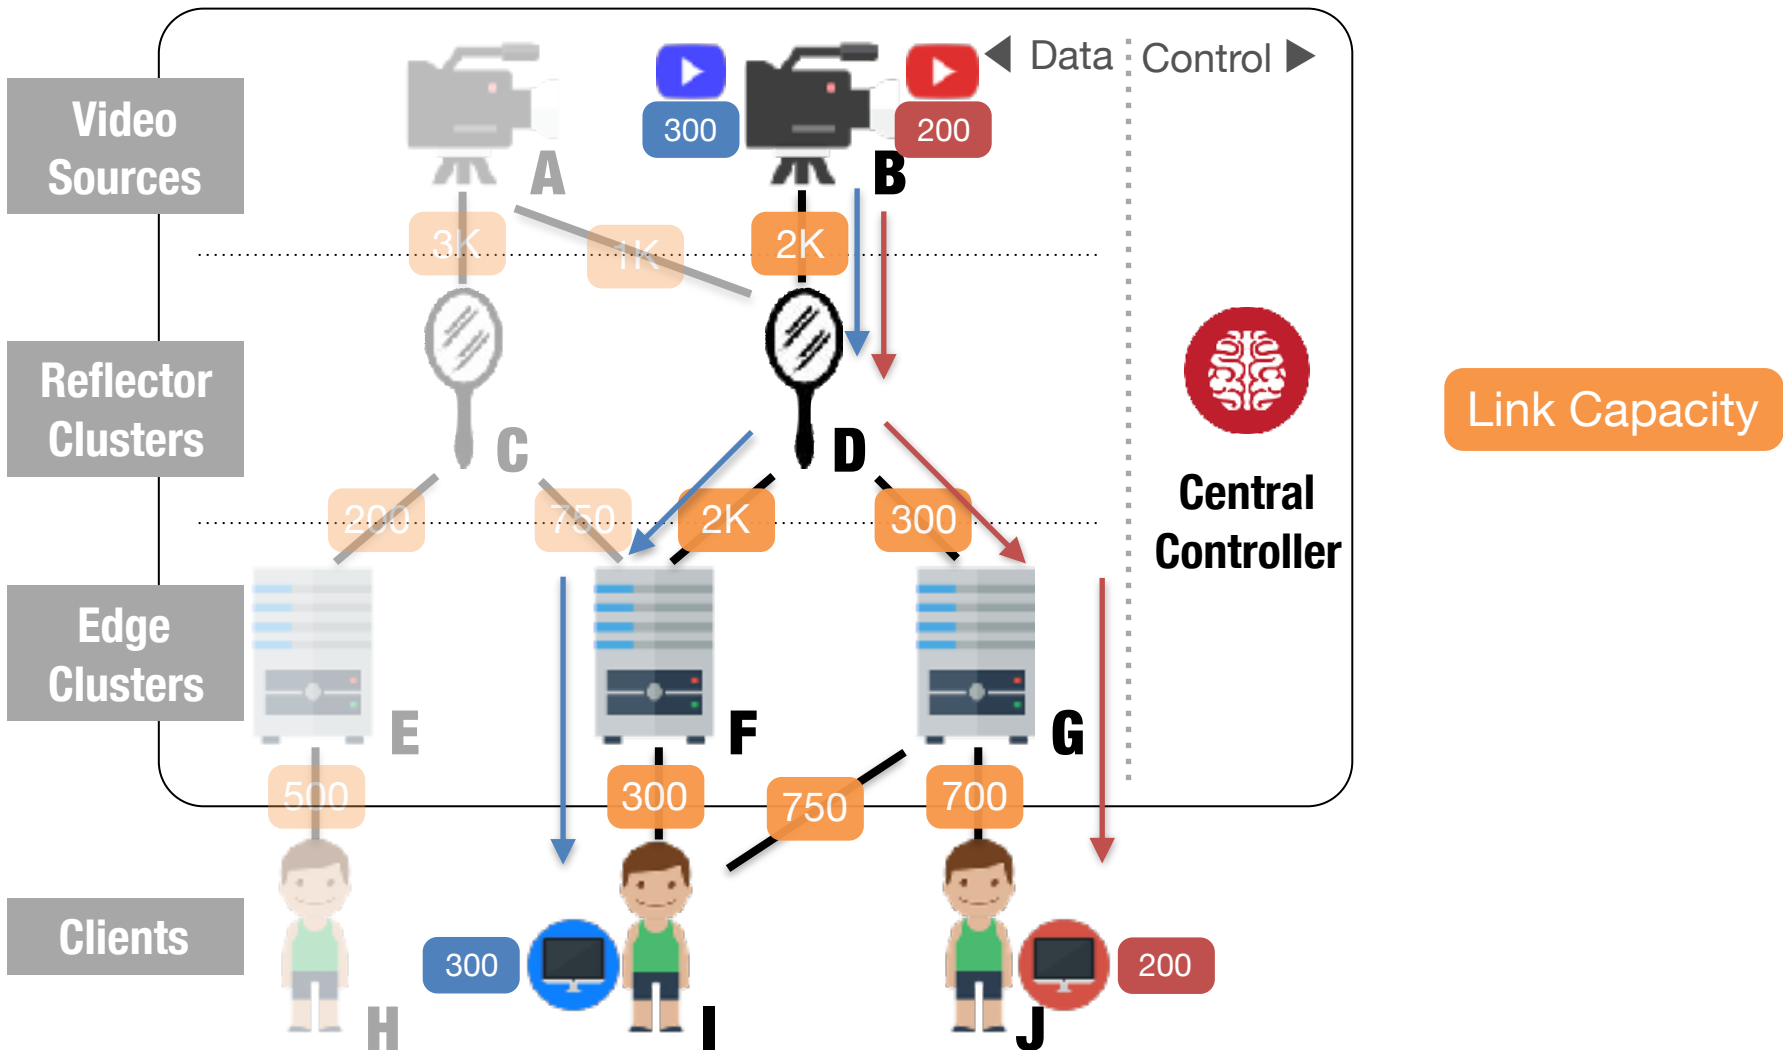 Data
Control
Video
Sources
300
200
A
B
3K
1K
2K
Reflector
Clusters
Link Capacity
C
D
Central
Controller
200
750
2K
300
Edge
Clusters
E
F
G
500
300
750
700
Clients
300
200
H
I
J